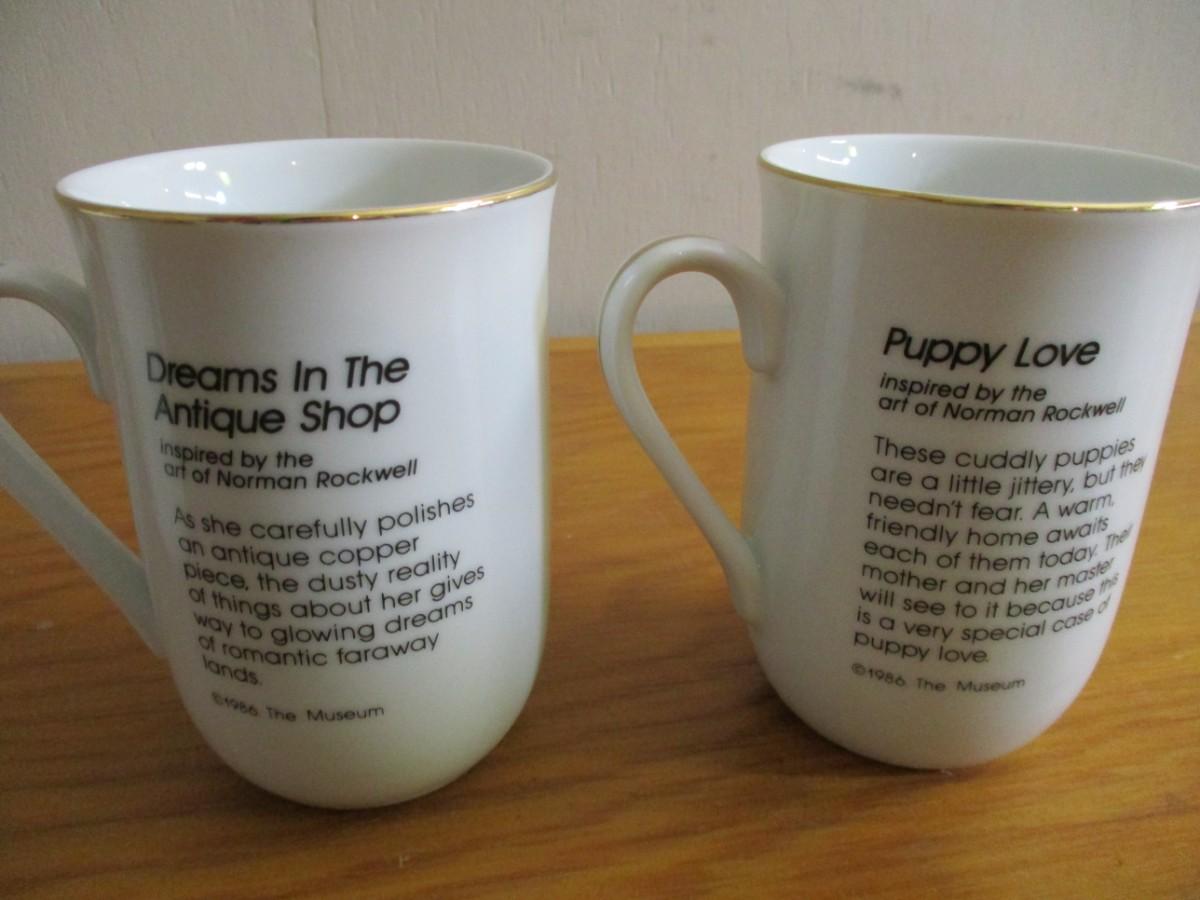 Dreams In The
Antique Shop
inspired by the
art of Norman Rockwell
As she carefully polishes
an antique copper
piece, the dusty reality
of things about her gives
way to glowing dreams
of romantic faraway
lands.
©1986 The Museum
Puppy Love
inspired by the
art of Norman Rockwell
These cuddly puppies
are a little jittery, but they
needn't fear. A warm,
friendly home awaits
each of them today. Their
mother and her master
will see to it because this
is a very special case of
puppy love.
©1986 The Museum